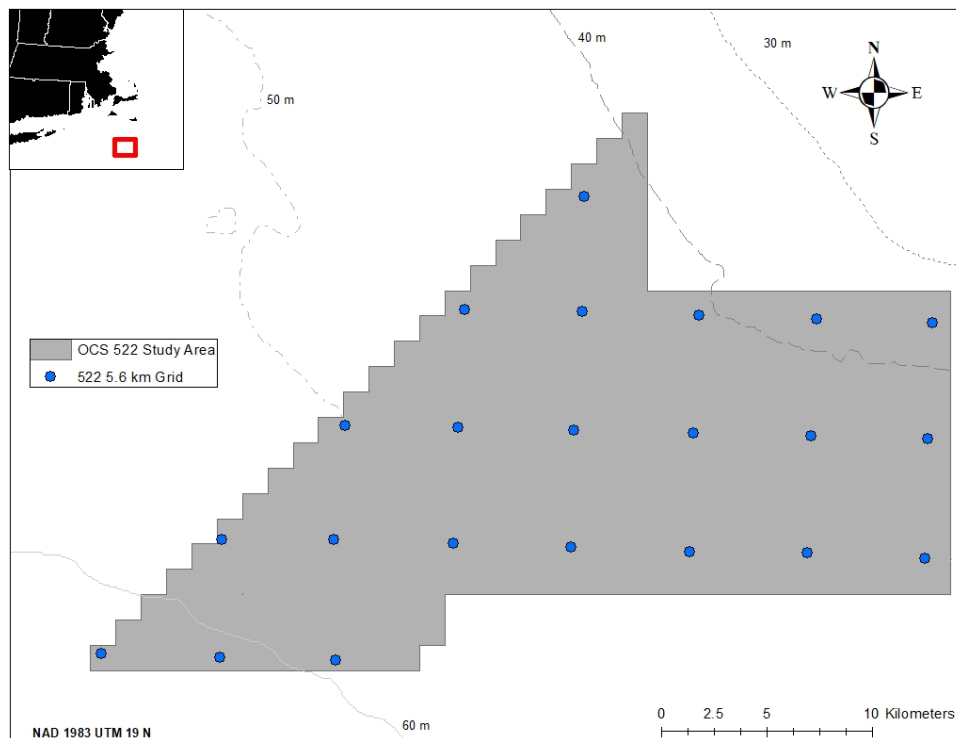 40 m
30 m
N
W E
S
50 m
OCS 522 Study Area
522 5.6 km Grid
60 m
0 2.5 5 10 Kilometers
NAD 1983 UTM 19 N